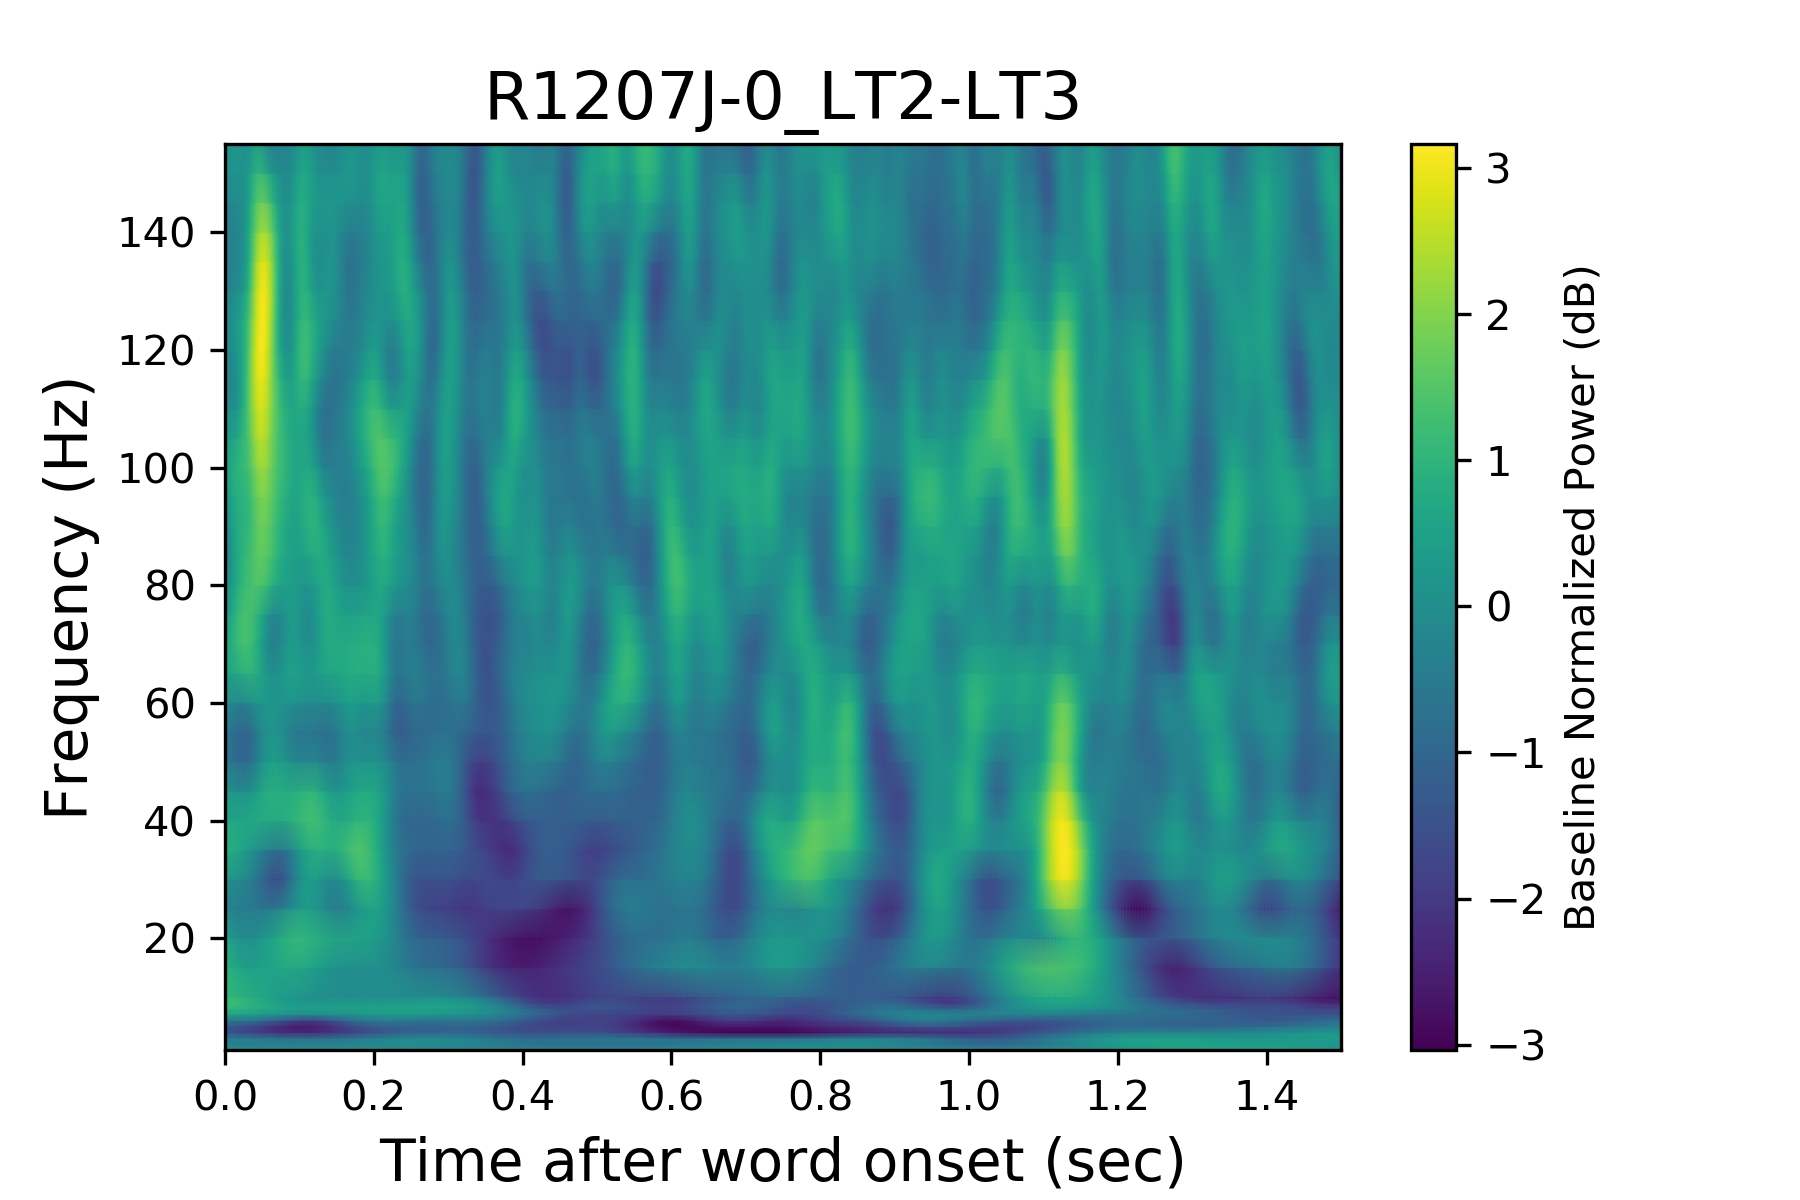 R1207J-0_LT2-LT3
Frequency (Hz)
140
120
100
80
60
40
20
0.0 0.2 0.4 0.6 0.8 1.0 1.2 1.4
Time after word onset (sec)
3
2
1
0
−1
−2
−3
Baseline Normalized Power (dB)